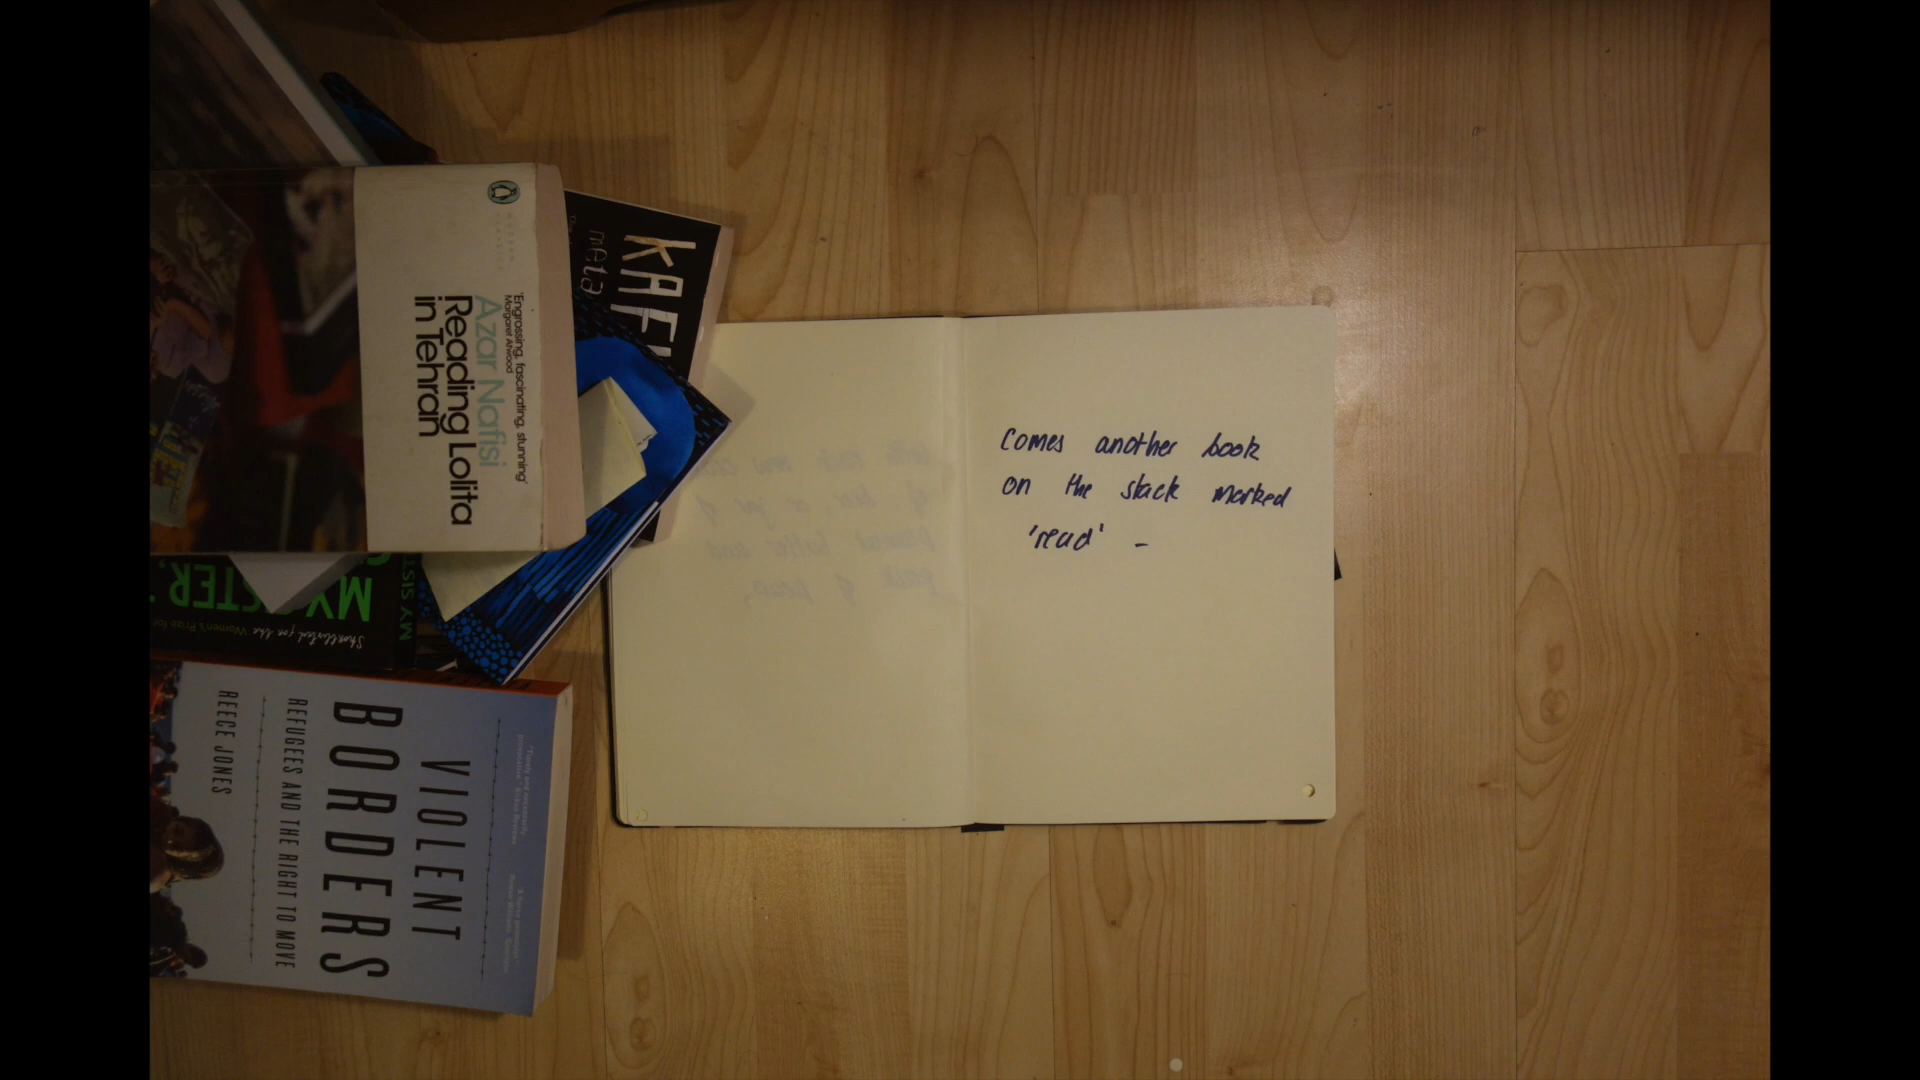 Comes another book
on the stack marked
'read' –
'Engrossing, fascinating, stunning'
Margaret Atwood
Azar Nafisi
Reading Lolita
in Tehran
KAF
meta
MY SISTER,
MY SIST
Shortlisted for the Women's Prize for
VIOLENT
BORDERS
REFUGEES AND THE RIGHT TO MOVE
REECE JONES